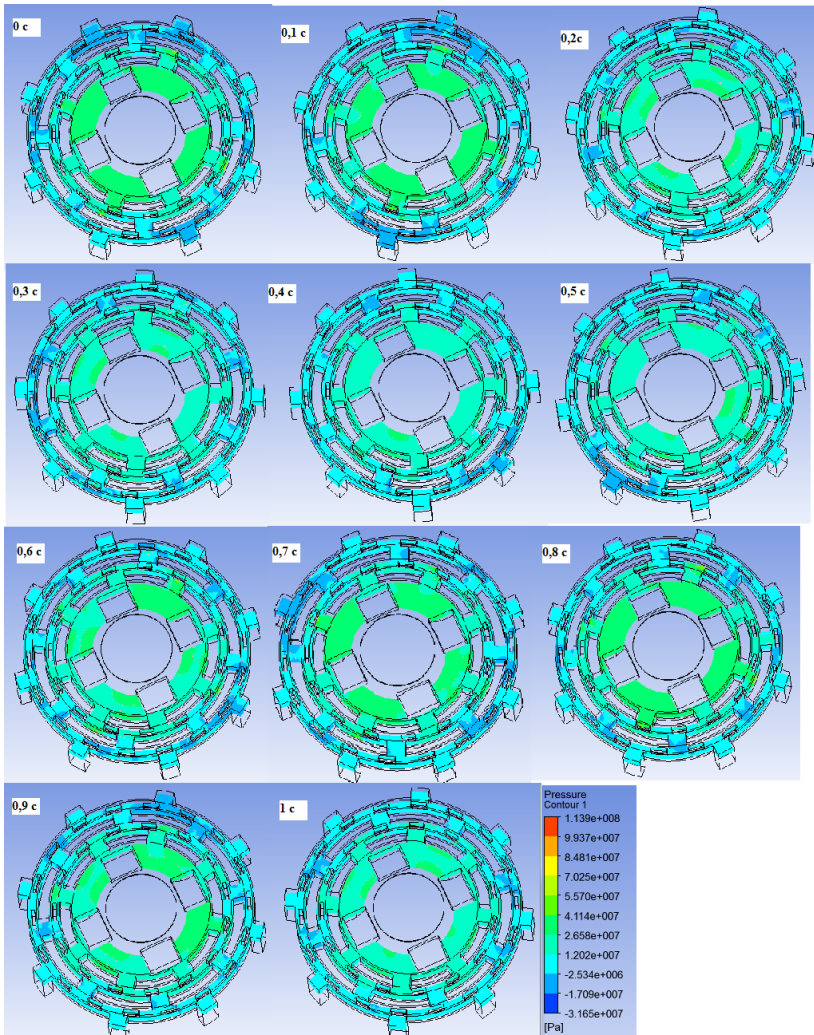 0 c
0,1 c
0,2c
0,3 c
0,4 c
0,5 c
0,6 c
0,7 c
0,8 c
0,9 c
1 c
Pressure
Contour 1
1.139e+008
9.937e+007
8.481e+007
7.025e+007
5.570e+007
4.114e+007
2.658e+007
1.202e+007
-2.534e+006
-1.709e+007
-3.165e+007
[Pa]